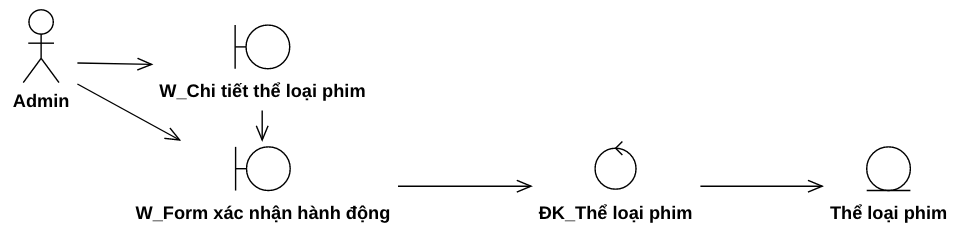 Admin
W_Chi tiết thể loại phim
W_Form xác nhận hành động
ĐK_Thể loại phim
Thể loại phim